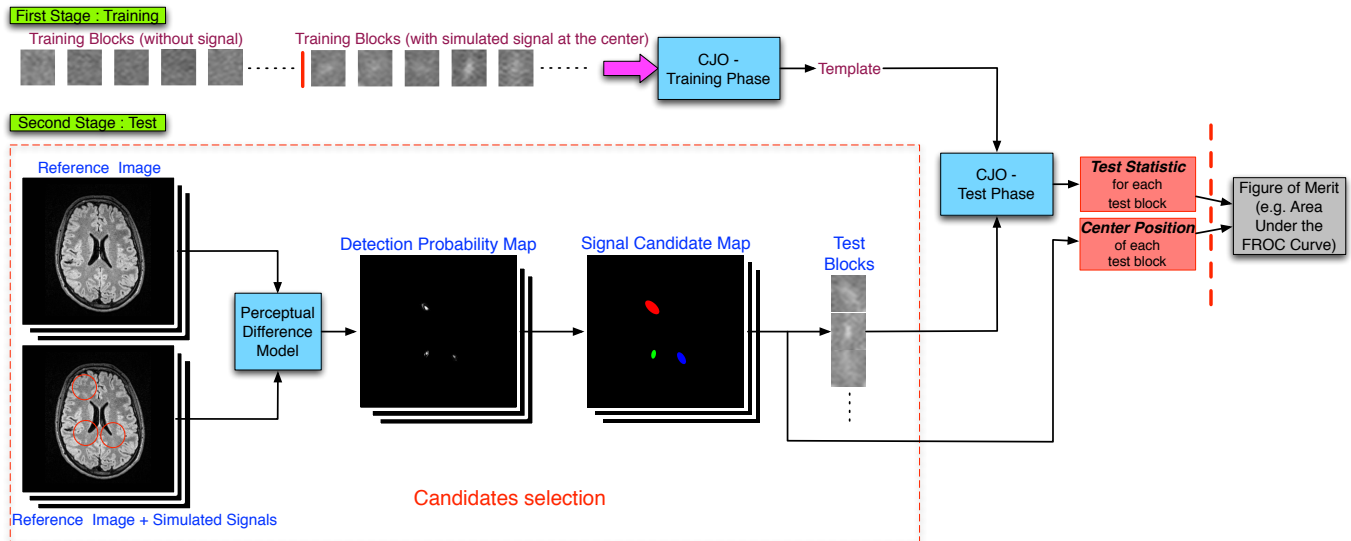 First Stage : Training
Training Blocks (without signal)
Training Blocks (with simulated signal at the center)
CJO -
Training Phase
Template
Second Stage : Test
Reference Image
Reference Image + Simulated Signals
Perceptual
Difference
Model
Detection Probability Map
Signal Candidate Map
Test
Blocks
Candidates selection
CJO -
Test Phase
Test Statistic
for each
test block
Center Position
of each
test block
Figure of Merit
(e.g. Area
Under the
FROC Curve)